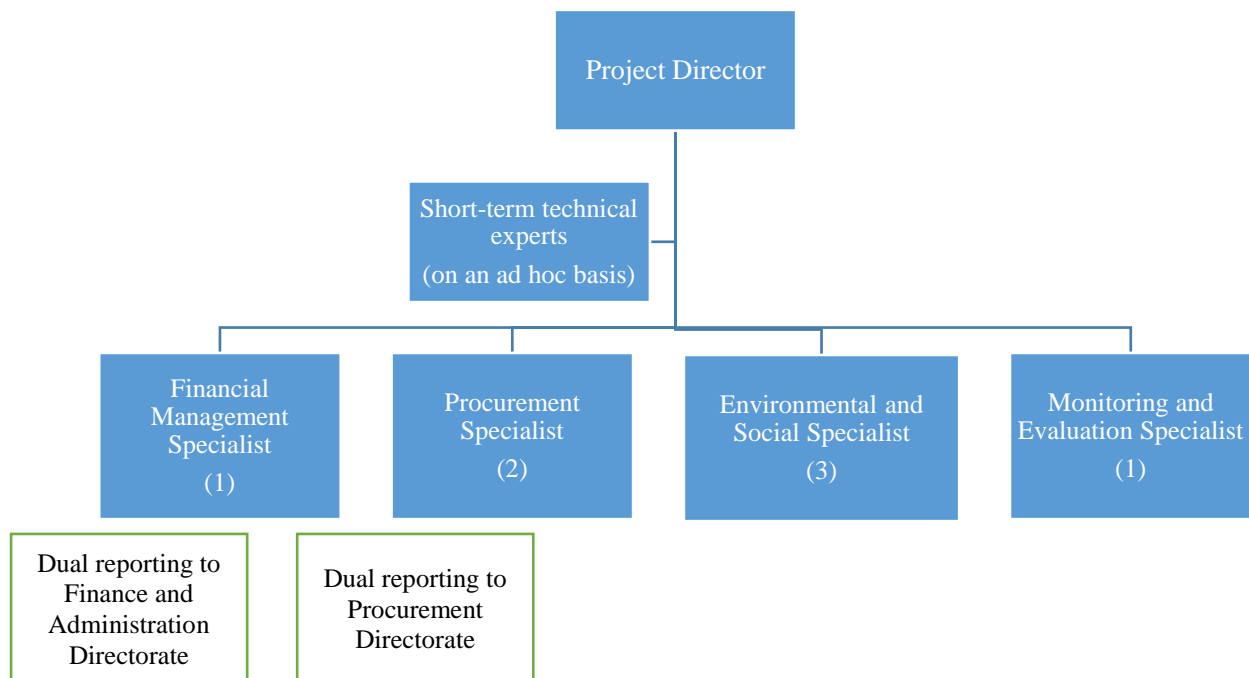 Project Director
Short-term technical
experts
(on an ad hoc basis)
Financial
Management
Specialist
(1)
Procurement
Specialist
(2)
Environmental and
Social Specialist
(3)
Monitoring and
Evaluation Specialist
(1)
Dual reporting to
Finance and
Administration
Directorate
Dual reporting to
Procurement
Directorate